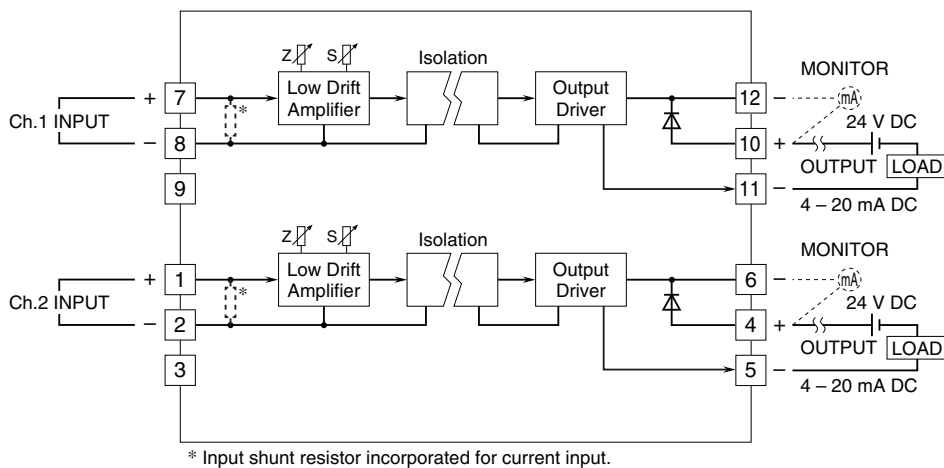 Z S
Isolation
MONITOR
+ 7
Low Drift
Amplifier
Output
Driver
12 −
mA
*
Ch.1 INPUT
24 V DC
− 8
10 +
OUTPUT
LOAD
9
11 −
4 – 20 mA DC
Z S
Isolation
MONITOR
+ 1
Low Drift
Amplifier
Output
Driver
6 −
mA
*
Ch.2 INPUT
24 V DC
− 2
4 +
OUTPUT
LOAD
3
5 −
4 – 20 mA DC
* Input shunt resistor incorporated for current input.